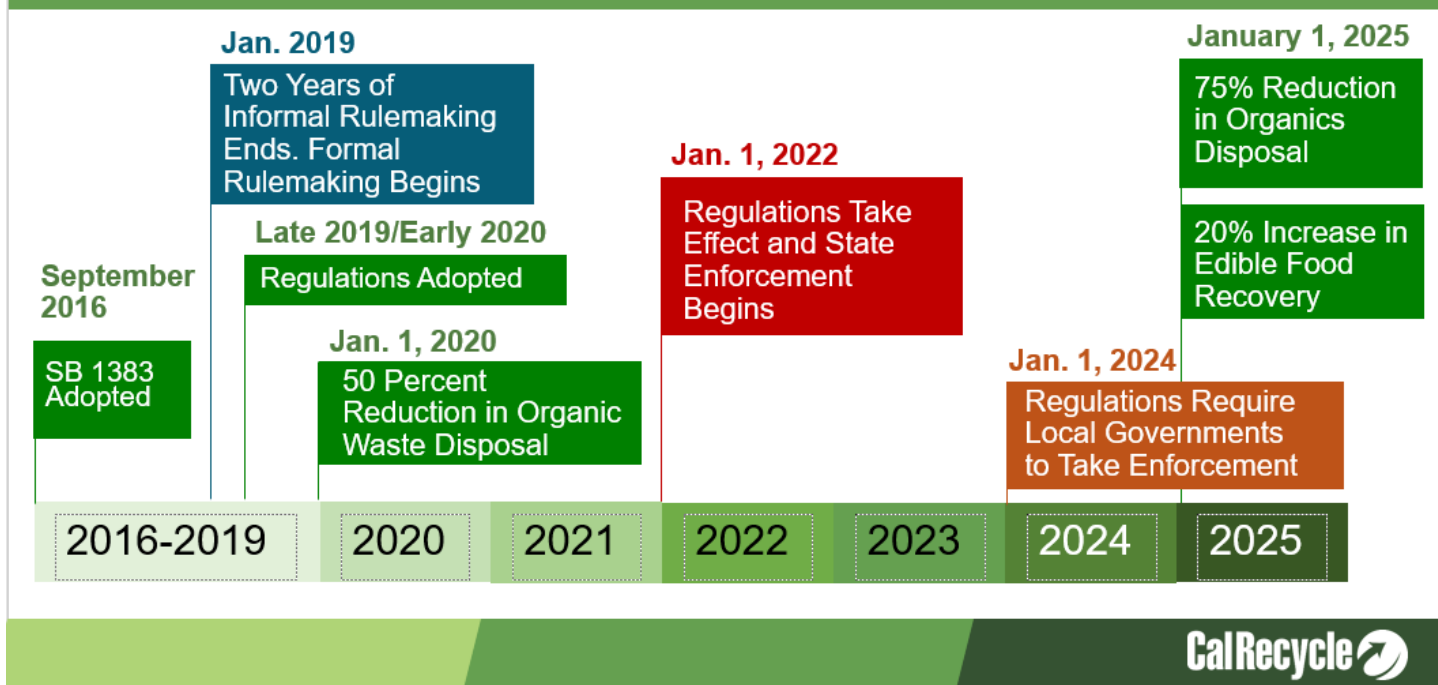 Jan. 2019
Two Years of
Informal Rulemaking
Ends. Formal
Rulemaking Begins
Late 2019/Early 2020
Regulations Adopted
September
2016
SB 1383
Adopted
Jan. 1, 2020
50 Percent
Reduction in Organic
Waste Disposal
Jan. 1, 2022
Regulations Take
Effect and State
Enforcement
Begins
Jan. 1, 2024
Regulations Require
Local Governments
to Take Enforcement
January 1, 2025
75% Reduction
in Organics
Disposal
20% Increase in
Edible Food
Recovery
2016-2019 2020 2021 2022 2023 2024 2025
CalRecycle